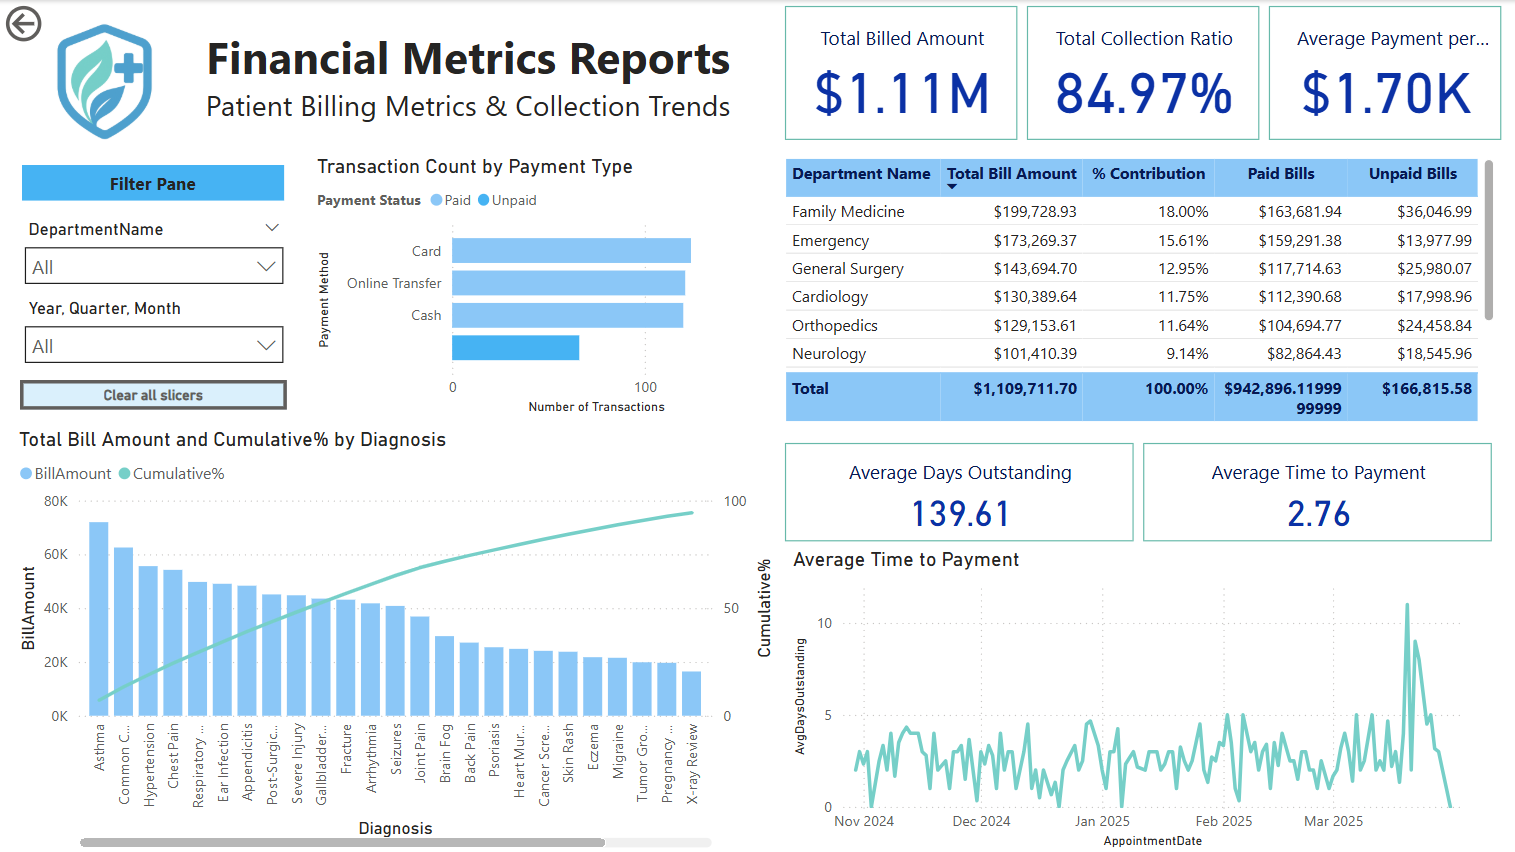 Financial Metrics Reports
Patient Billing Metrics & Collection Trends
Total Billed Amount
$1.11M
Total Collection Ratio
84.97%
Average Payment per...
$1.70K
Filter Pane
DepartmentName
All
Year, Quarter, Month
All
Clear all slicers
Transaction Count by Payment Type
Payment Status Paid Unpaid
Payment Method
Card
Online Transfer
Cash
0 100
Number of Transactions
Department Name Total Bill Amount % Contribution Paid Bills Unpaid Bills
Family Medicine $199,728.93 18.00% $163,681.94 $36,046.99
Emergency $173,269.37 15.61% $159,291.38 $13,977.99
General Surgery $143,694.70 12.95% $117,714.63 $25,980.07
Cardiology $130,389.64 11.75% $112,390.68 $17,998.96
Orthopedics $129,153.61 11.64% $104,694.77 $24,458.84
Neurology $101,410.39 9.14% $82,864.43 $18,545.96
Total $1,109,711.70 100.00% $942,896.11999 $166,815.58
99999
Total Bill Amount and Cumulative% by Diagnosis
BillAmount Cumulative%
BillAmount
80K
60K
40K
20K
0K
100
50
0
Cumulative%
Asthma
Common C...
Hypertension
Chest Pain
Respiratory ...
Ear Infection
Appendicitis
Post-Surgic...
Severe Injury
Gallbladder...
Fracture
Arrhythmia
Seizures
Joint Pain
Brain Fog
Back Pain
Psoriasis
Heart Mur...
Cancer Scre...
Skin Rash
Eczema
Migraine
Tumor Gro...
Pregnancy ...
X-ray Review
Diagnosis
Average Days Outstanding
139.61
Average Time to Payment
2.76
Average Time to Payment
AvgDaysOutstanding
10
5
0
Nov 2024 Dec 2024 Jan 2025 Feb 2025 Mar 2025
AppointmentDate